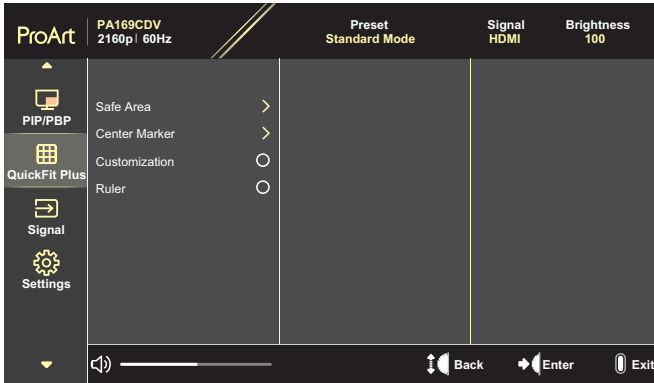 ProArt
PA169CDV
2160p | 60Hz
Preset
Standard Mode
Signal
HDMI
Brightness
100
PIP/PBP
QuickFit Plus
Signal
Settings
Safe Area
Center Marker
Customization
Ruler
Back
Enter
Exit